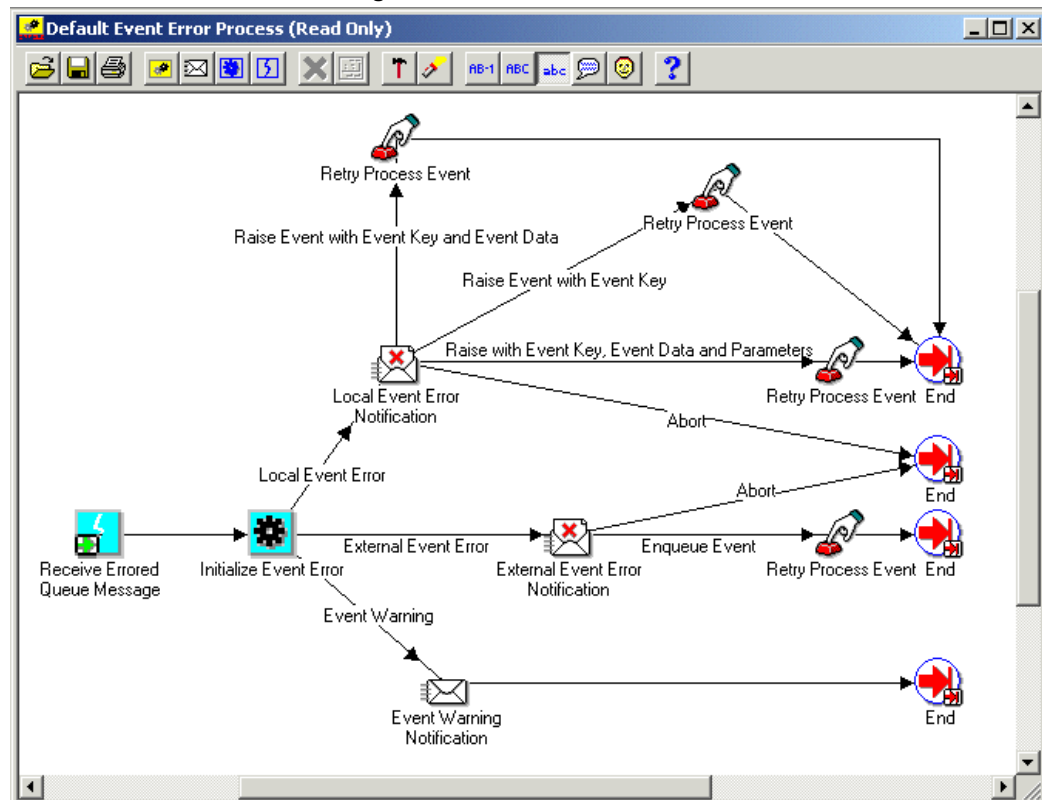 Default Event Error Process (Read Only)
AB-1 ABC abc ?
Retry Process Event
Retry Process Event
Raise Event with Event Key and Event Data
Raise Event with Event Key
Raise with Event Key, Event Data and Parameters
Retry Process Event
End
Local Event Error
Notification
Abort
Local Event Error
End
Abort
Receive Errored
Queue Message
Initialize Event Error
External Event Error
External Event Error
Notification
Enqueue Event
Retry Process Event
End
Event Warning
Event Warning
Notification
End